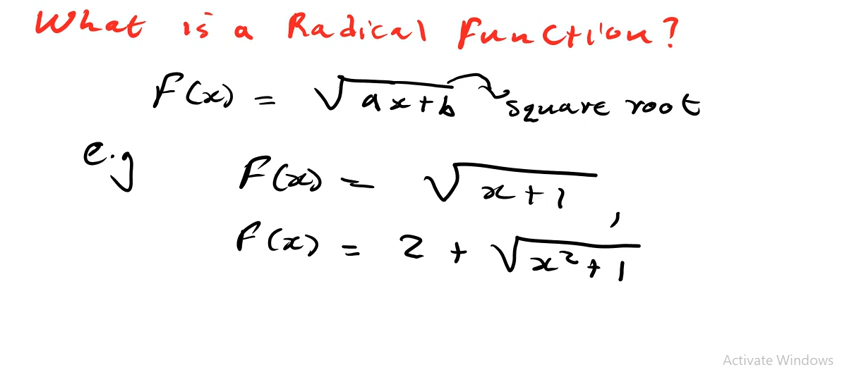 What is a Radical Function?
F(x) = √(ax+b) square root
e.g F(x) = √(x+1),
F(x) = 2 + √(x²+1)
Activate Windows